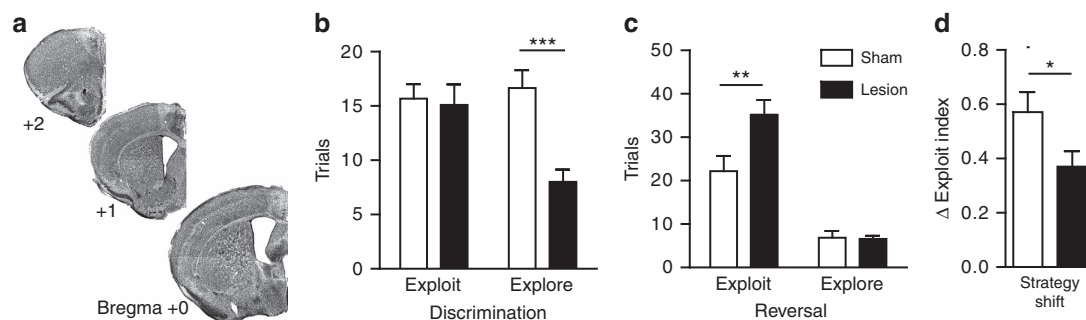 a
+2
+1
Bregma +0
b
***
20
15
10
5
0
Trials
Exploit
Explore
Discrimination
c
**
50
40
30
20
10
0
Trials
Sham
Lesion
Exploit
Explore
Reversal
d
*
0.8
0.6
0.4
0.2
0.0
Δ Exploit index
Strategy
shift